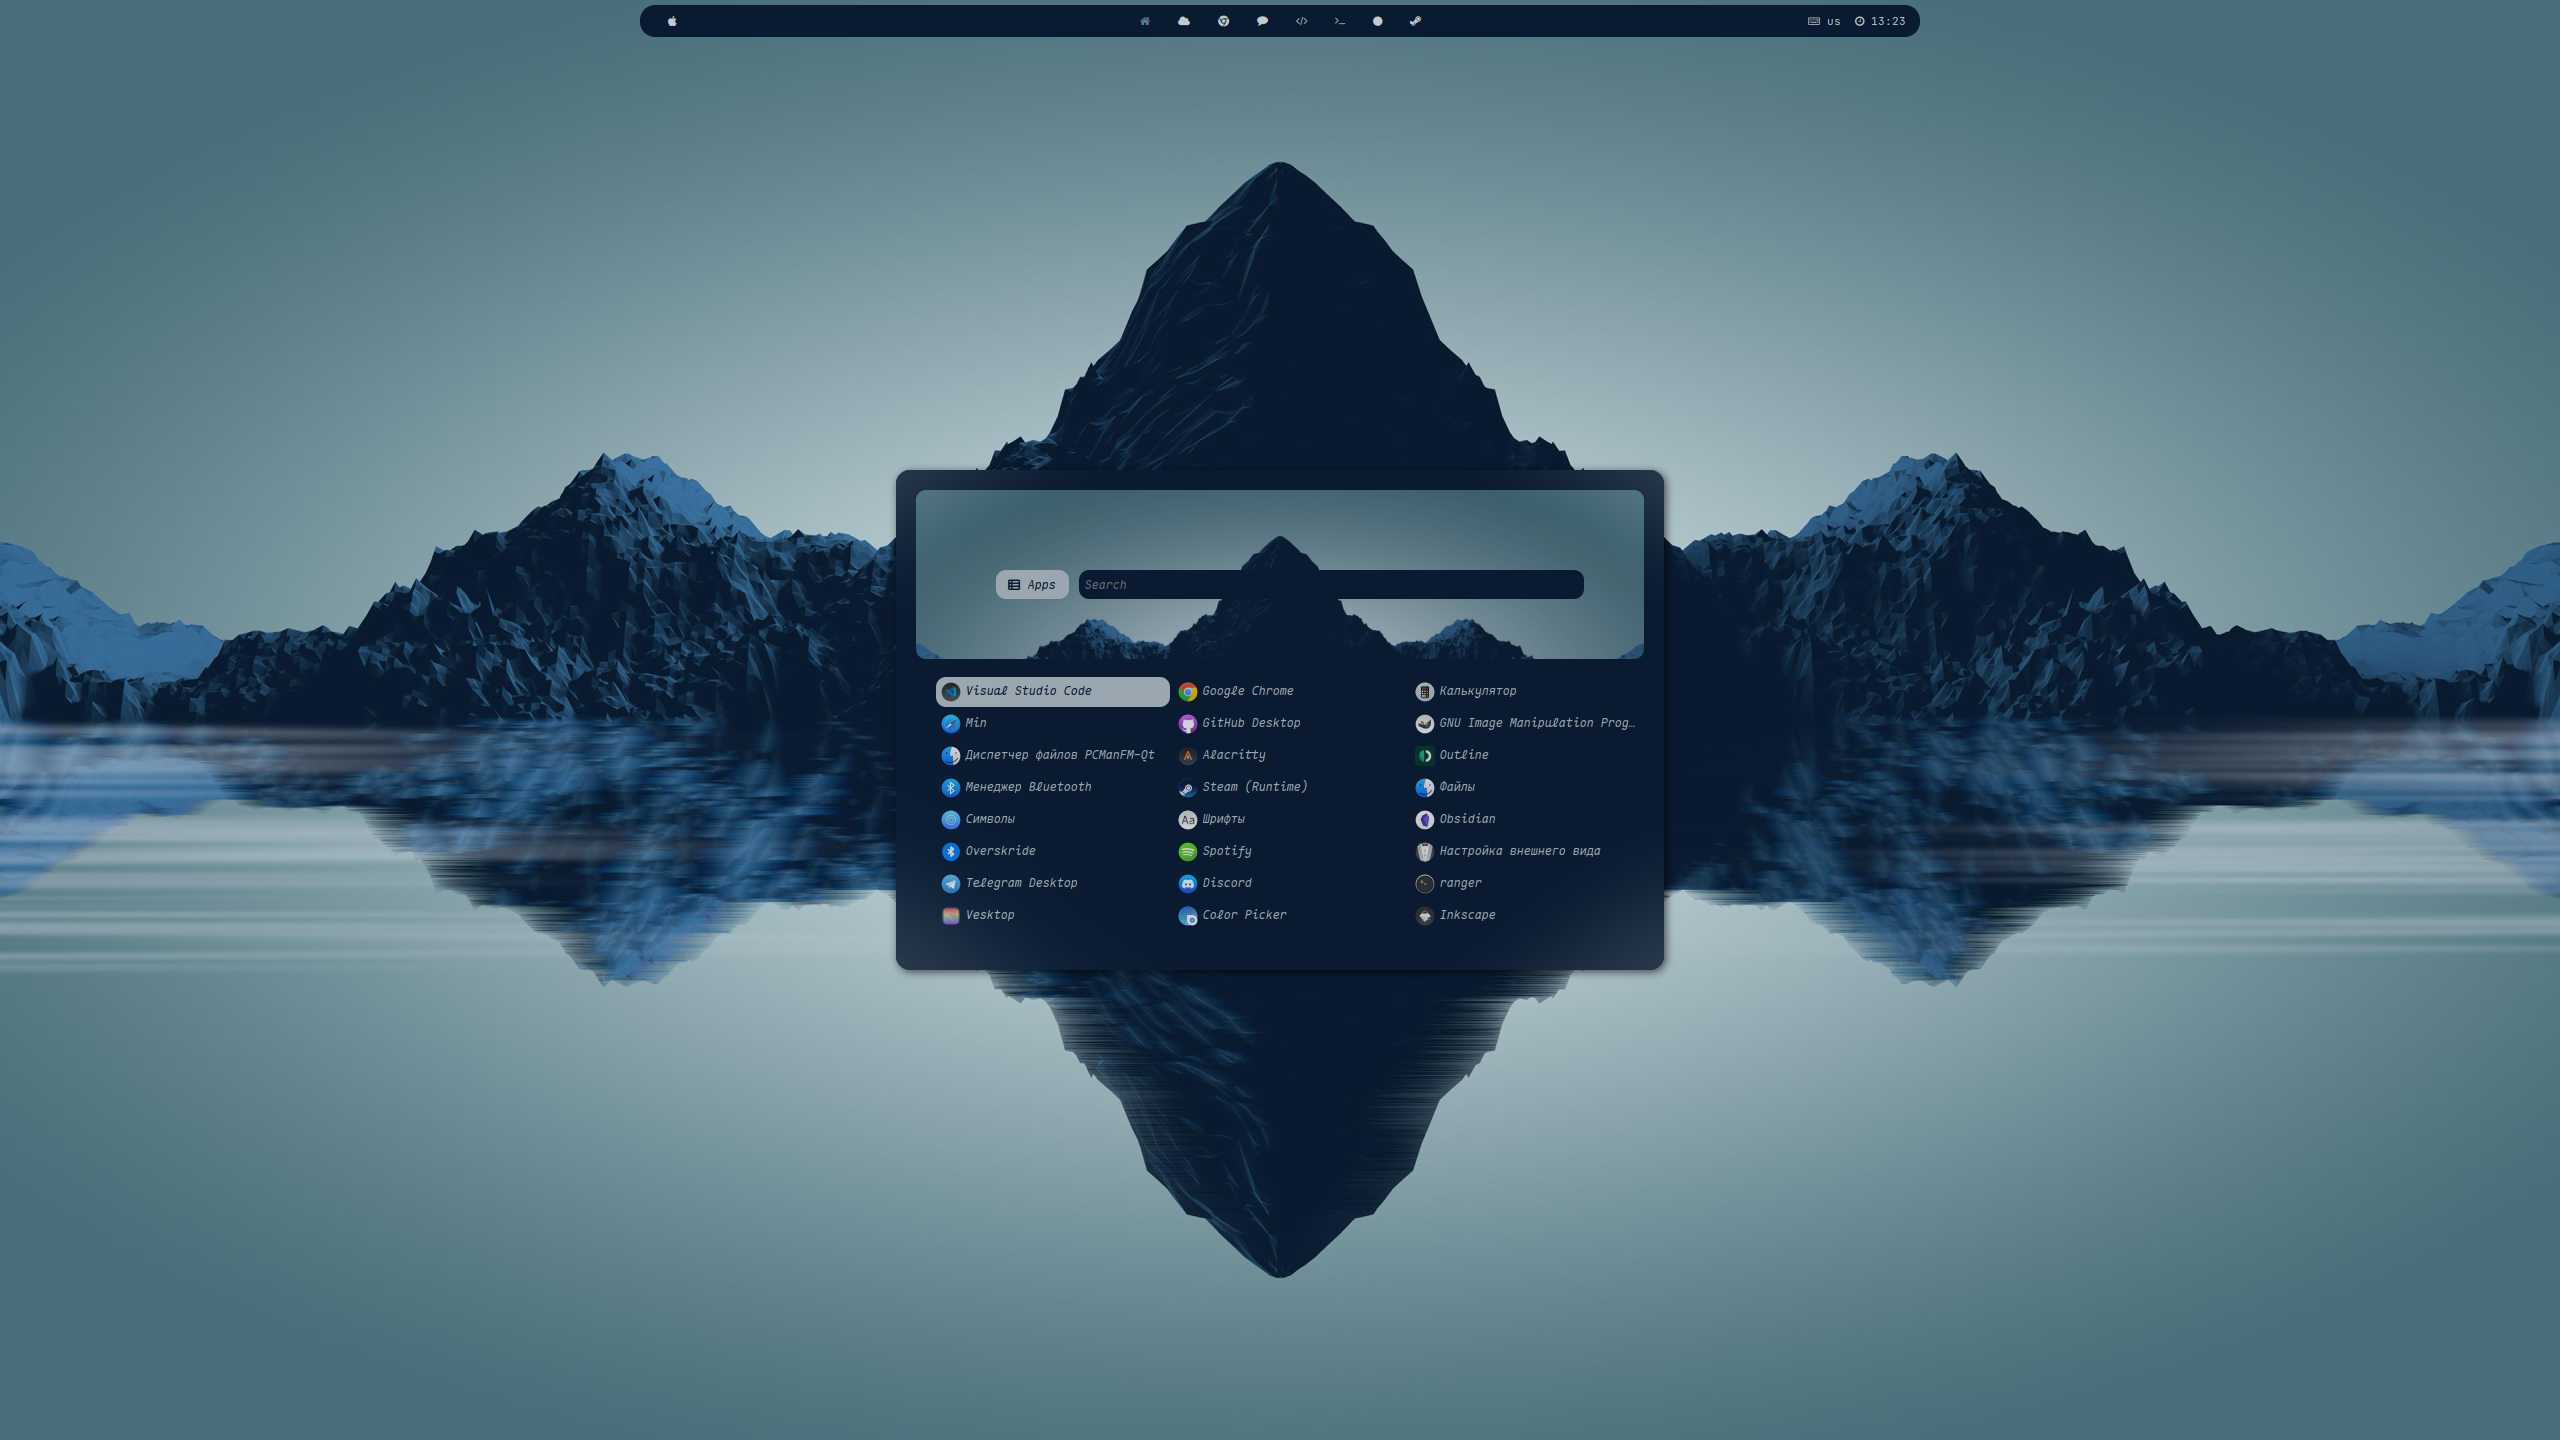 us 13:23
Apps Search
Visual Studio Code Google Chrome Калькулятор
Min GitHub Desktop GNU Image Manipulation Prog…
Диспетчер файлов PCManFM-Qt Alacritty Outline
Менеджер Bluetooth Steam (Runtime) Файлы
Символы Шрифты Obsidian
Overskride Spotify Настройка внешнего вида
Telegram Desktop Discord ranger
Vesktop Color Picker Inkscape